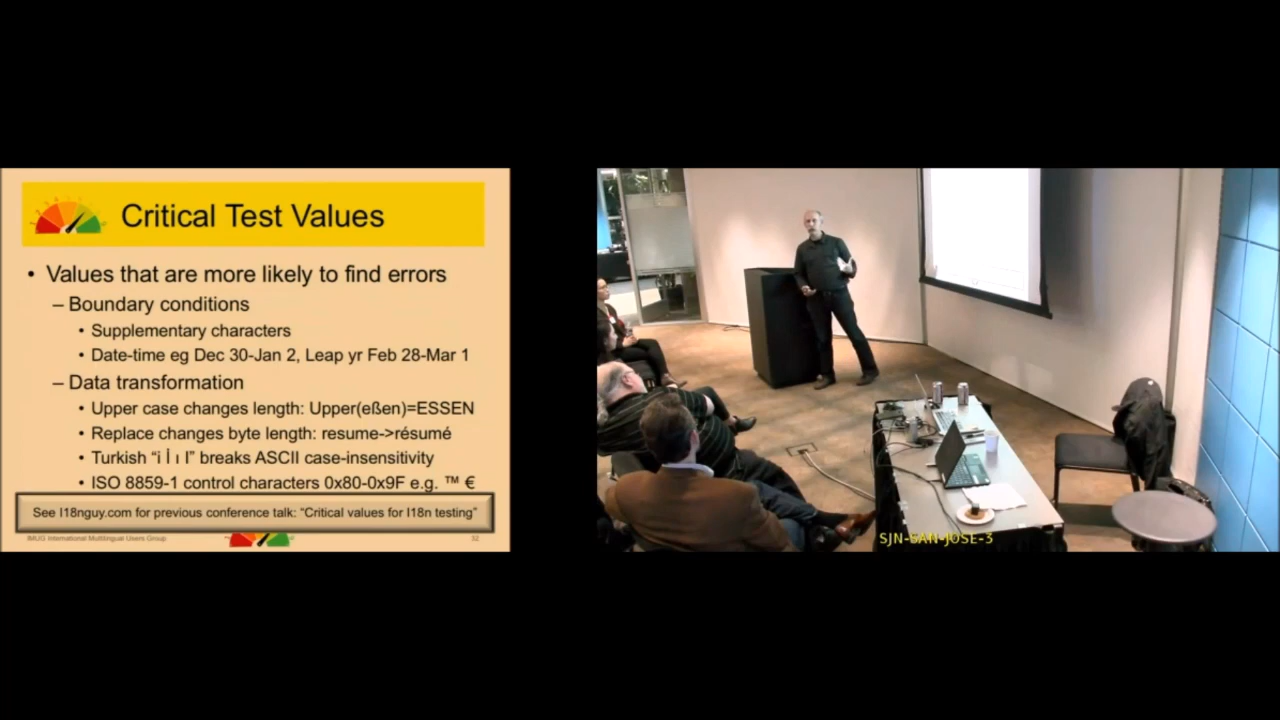 Critical Test Values
• Values that are more likely to find errors
– Boundary conditions
• Supplementary characters
• Date-time eg Dec 30-Jan 2, Leap yr Feb 28-Mar 1
– Data transformation
• Upper case changes length: Upper(eßen)=ESSEN
• Replace changes byte length: resume->résumé
• Turkish “i İ ı I” breaks ASCII case-insensitivity
• ISO 8859-1 control characters 0x80-0x9F e.g. ™ €
See I18nguy.com for previous conference talk: “Critical values for I18n testing”
IMUG International Multilingual Users Group
32
SJN-SAN-JOSE-3